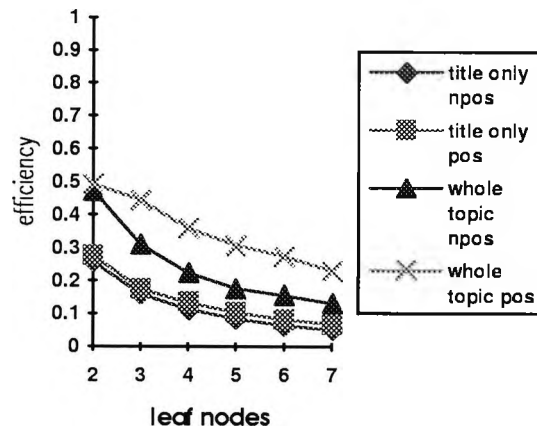 1
0.9
0.8
0.7
0.6
0.5
0.4
0.3
0.2
0.1
0
efficiency
2 3 4 5 6 7
leaf nodes
title only
npos
title only
pos
whole
topic
npos
whole
topic pos